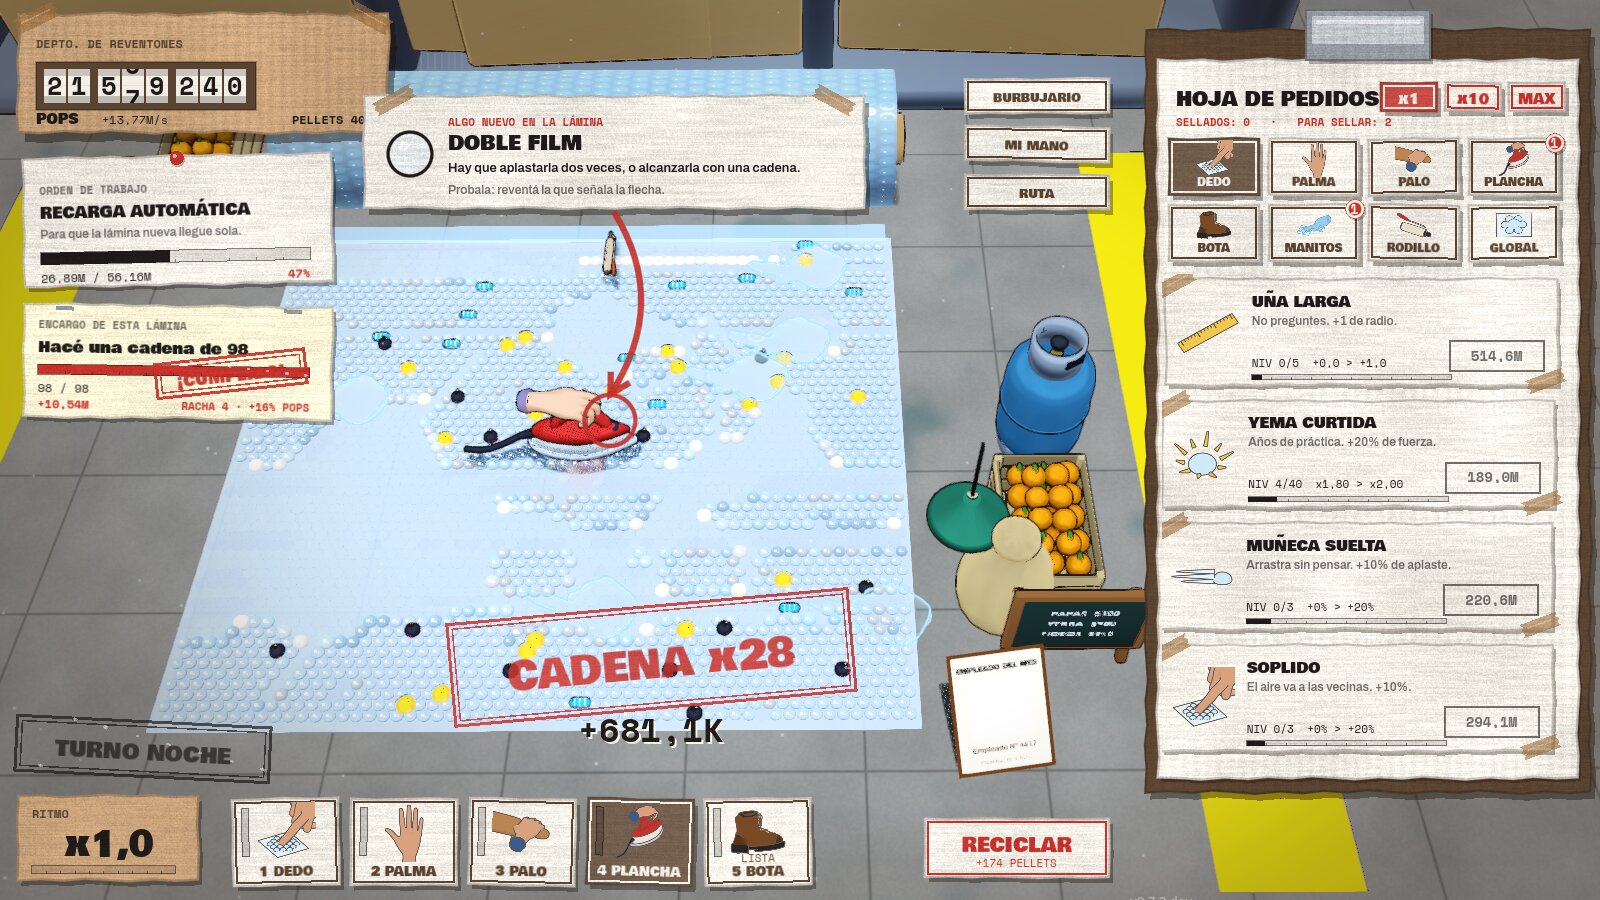 DEPTO. DE REVENTONES
POPS +13,77M/s PELLETS 40
ORDEN DE TRABAJO
RECARGA AUTOMÁTICA
Para que la lámina nueva llegue sola.
26,89M / 56,16M 47%
ENCARGO DE ESTA LÁMINA
Hacé una cadena de 98
98 / 98
+10,54M RACHA 4 · +16% POPS
ALGO NUEVO EN LA LÁMINA
DOBLE FILM
Hay que aplastarla dos veces, o alcanzarla con una cadena.
Probala: reventá la que señala la flecha.
BURBUJARIO
MI MANO
RUTA
HOJA DE PEDIDOS x1 x10 MAX
SELLADOS: 0 · PARA SELLAR: 2
DEDO PALMA PALO PLANCHA 1
BOTA MANITOS 1 RODILLO GLOBAL
UÑA LARGA
No preguntes. +1 de radio.
NIV 0/5 +0,0 > +1,0 514,6M
YEMA CURTIDA
Años de práctica. +20% de fuerza.
NIV 4/40 x1,80 > x2,00 189,0M
MUÑECA SUELTA
Arrastra sin pensar. +10% de aplaste.
NIV 0/3 +0% > +20% 220,6M
SOPLIDO
El aire va a las vecinas. +10%.
NIV 0/3 +0% > +20% 294,1M
CADENA x28
+681,1K
TURNO NOCHE
RITMO
x1,0
1 DEDO
2 PALMA
3 PALO
4 PLANCHA
LISTA
5 BOTA
RECICLAR
+174 PELLETS